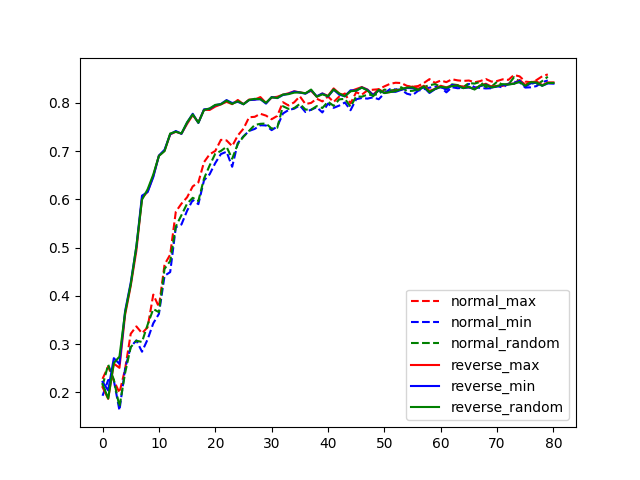 0.8
0.7
0.6
0.5
0.4
0.3
0.2
normal_max
normal_min
normal_random
reverse_max
reverse_min
reverse_random
0 10 20 30 40 50 60 70 80